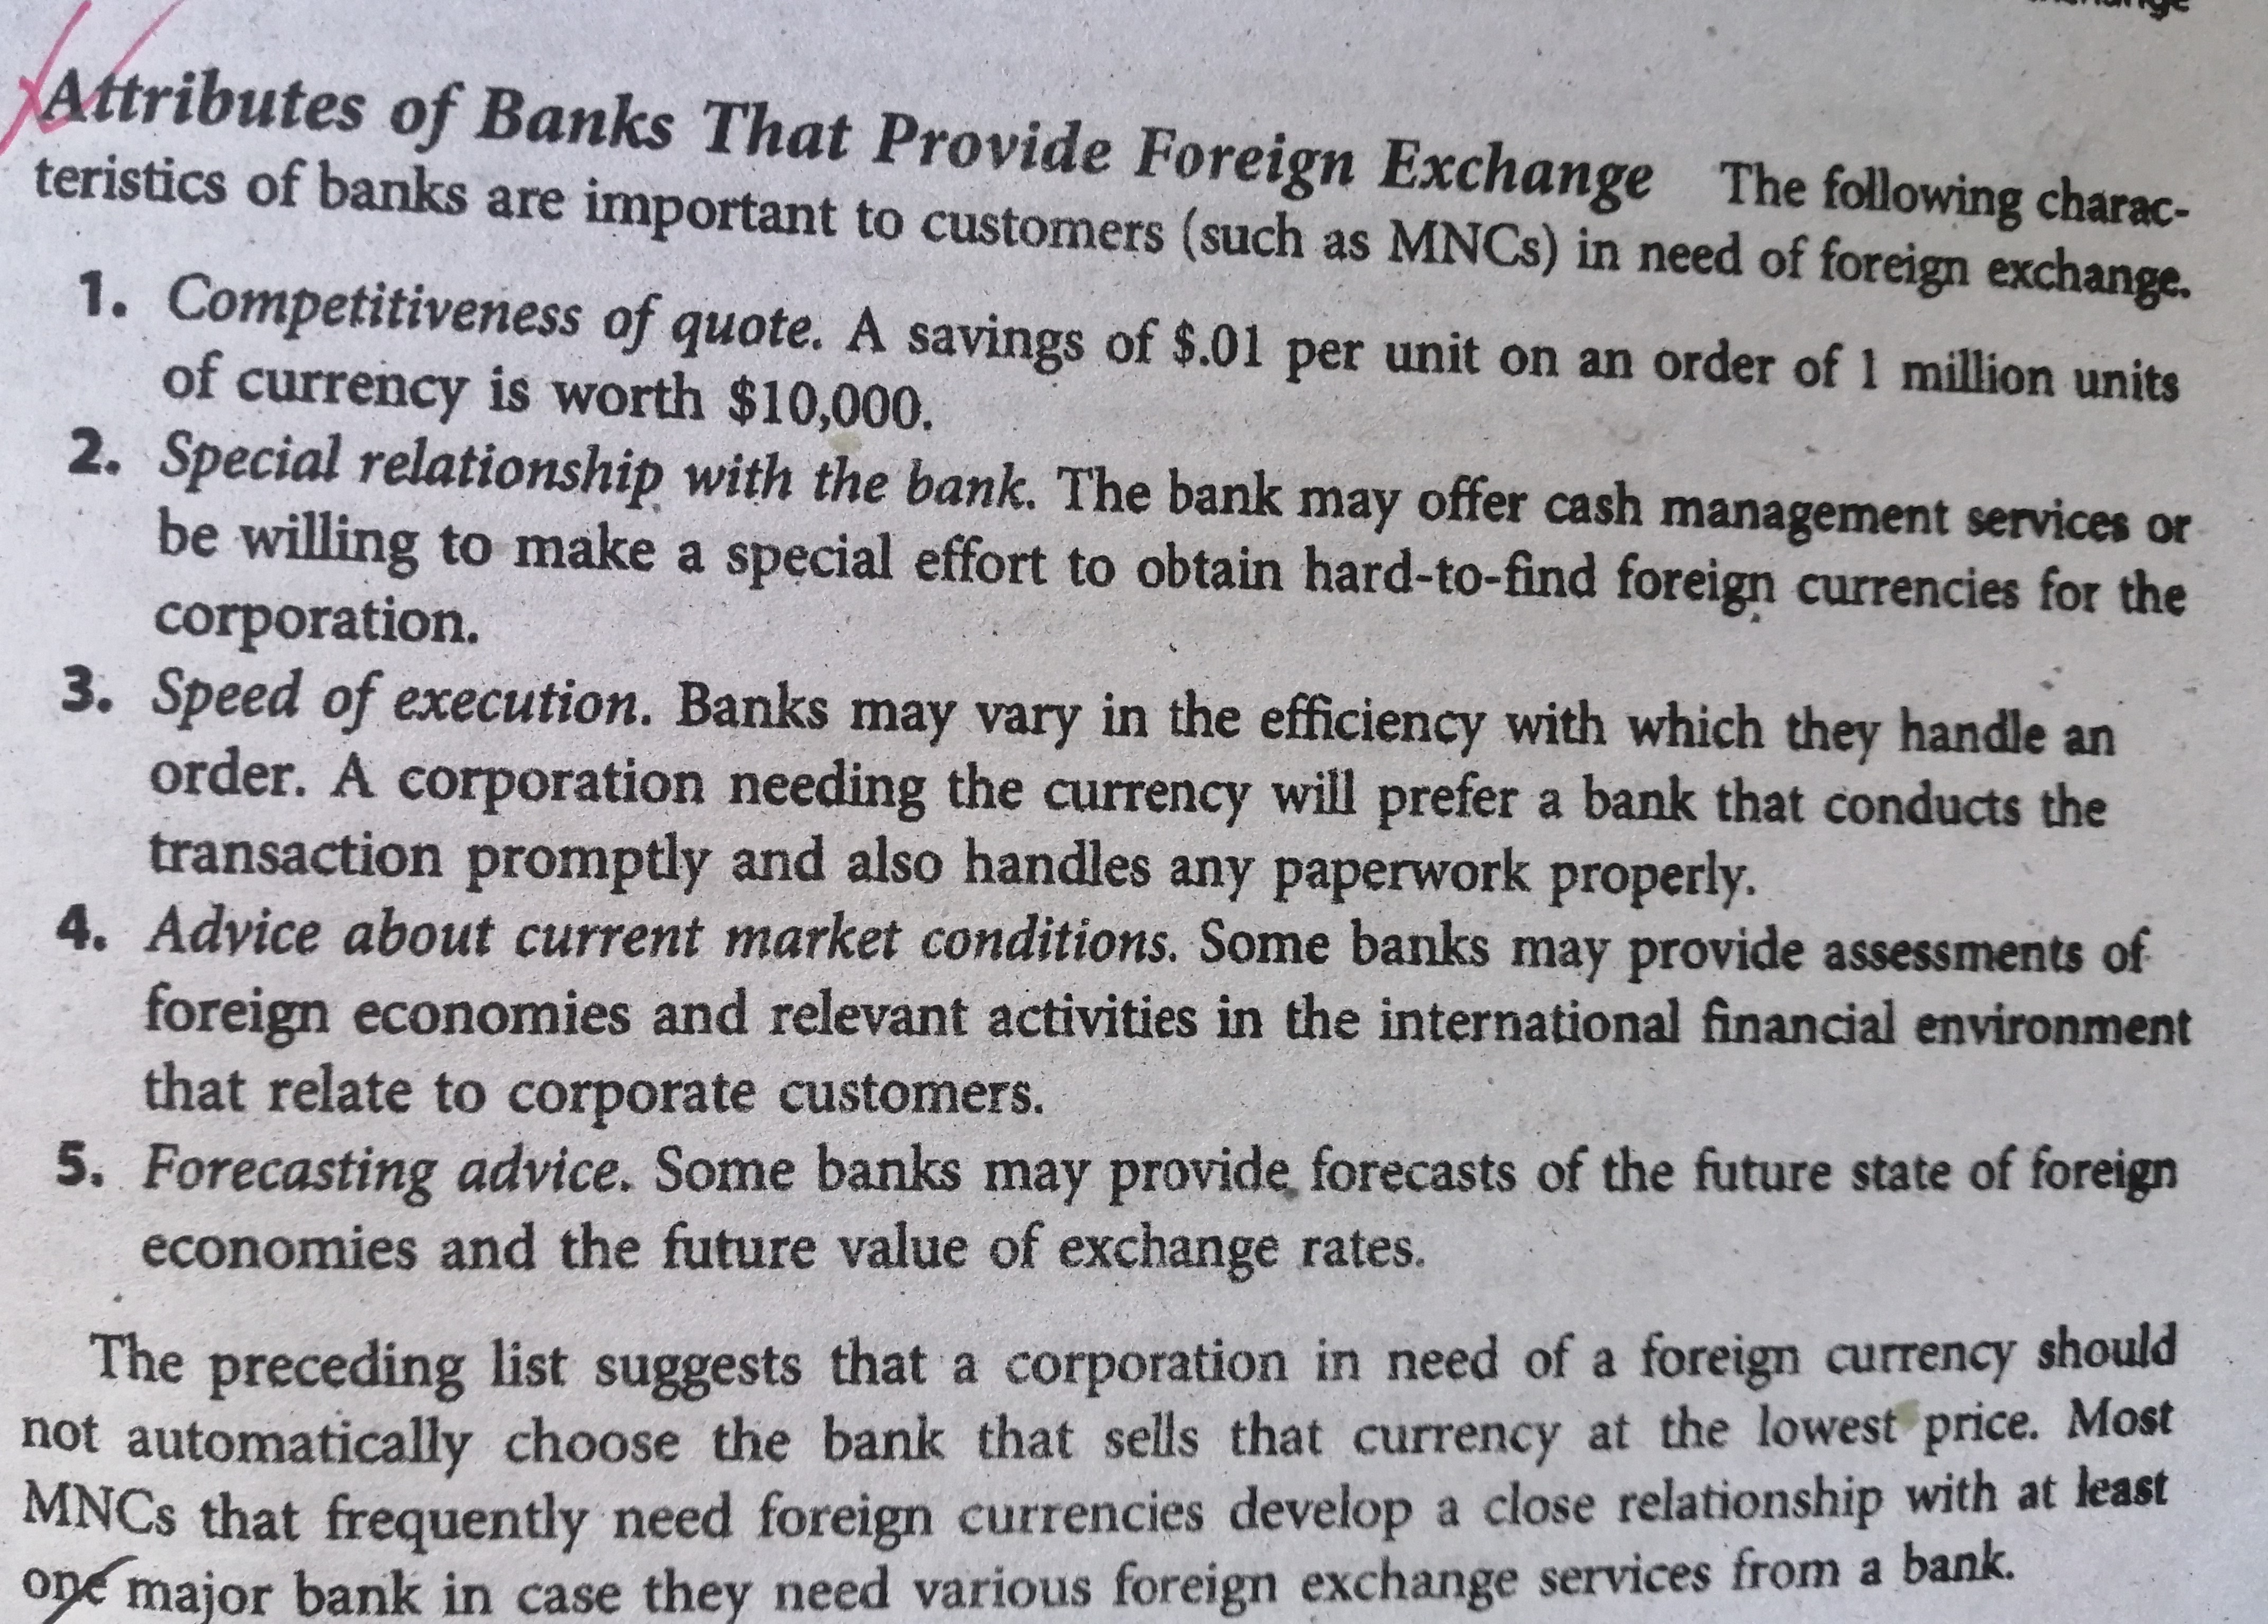 Attributes of Banks That Provide Foreign Exchange The following charac-
teristics of banks are important to customers (such as MNCs) in need of foreign exchange.
1. Competitiveness of quote. A savings of $.01 per unit on an order of 1 million units
of currency is worth $10,000.
2. Special relationship with the bank. The bank may offer cash management services or
be willing to make a special effort to obtain hard-to-find foreign currencies for the
corporation.
3. Speed of execution. Banks may vary in the efficiency with which they handle an
order. A corporation needing the currency will prefer a bank that conducts the
transaction promptly and also handles any paperwork properly.
4. Advice about current market conditions. Some banks may provide assessments of
foreign economies and relevant activities in the international financial environment
that relate to corporate customers.
5. Forecasting advice. Some banks may provide forecasts of the future state of foreign
economies and the future value of exchange rates.
The preceding list suggests that a corporation in need of a foreign currency should
not automatically choose the bank that sells that currency at the lowest price. Most
MNCs that frequently need foreign currencies develop a close relationship with at least
one major bank in case they need various foreign exchange services from a bank.